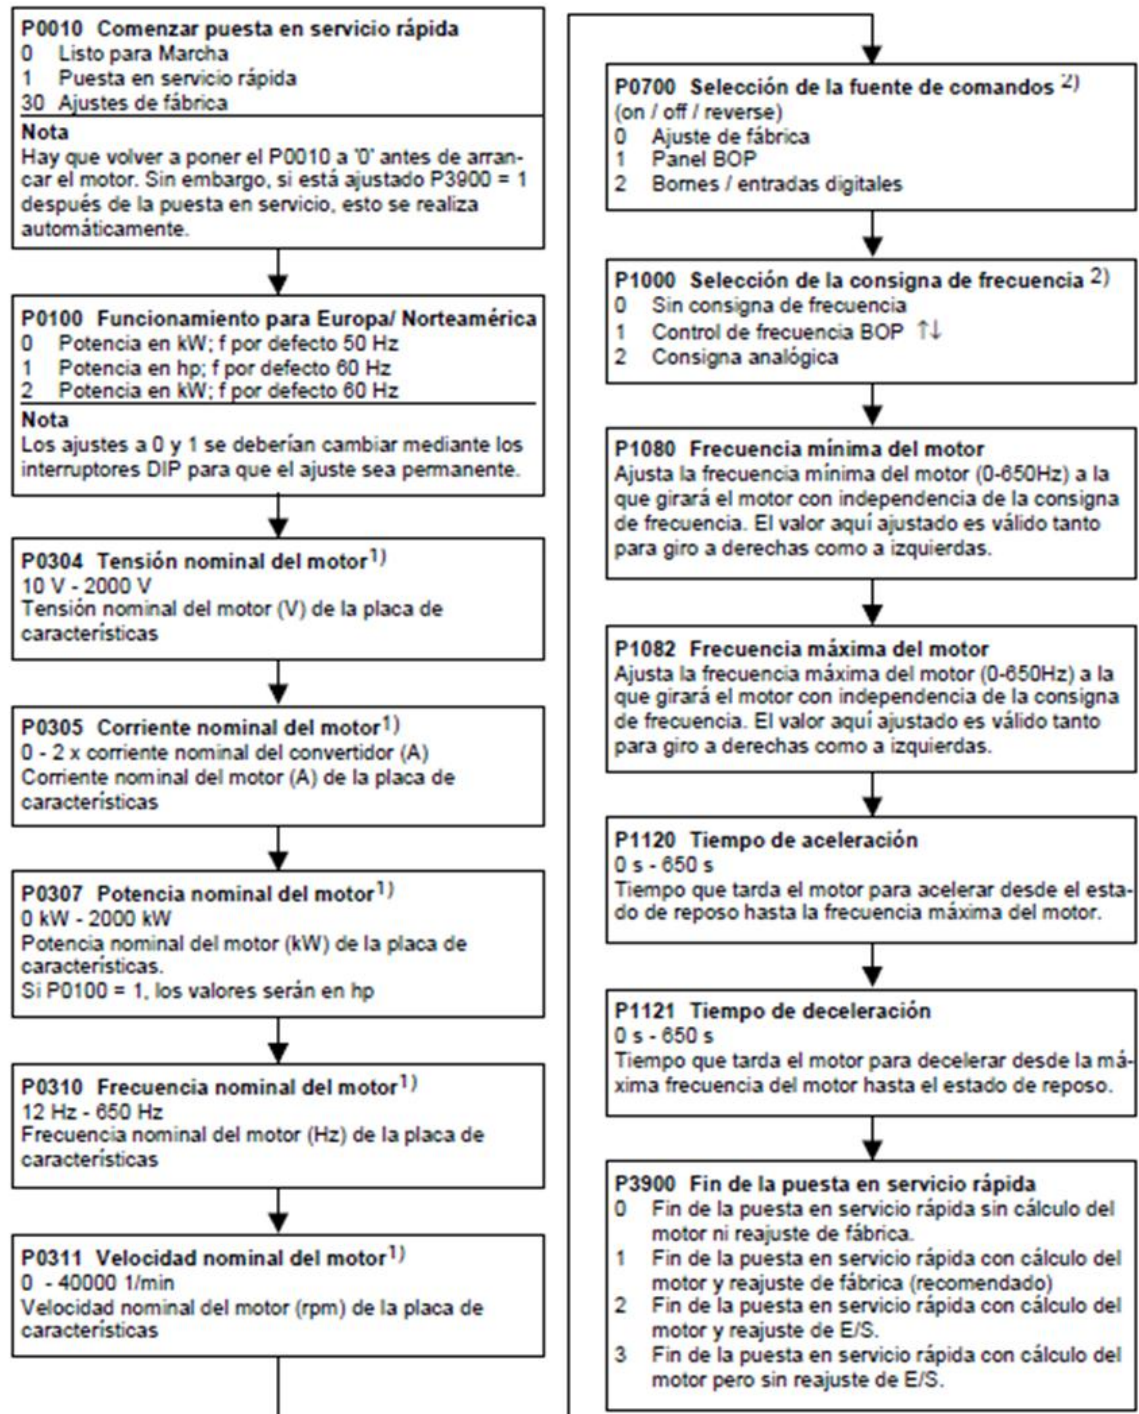 P0010 Comenzar puesta en servicio rápida
0 Listo para Marcha
1 Puesta en servicio rápida
30 Ajustes de fábrica
Nota
Hay que volver a poner el P0010 a '0' antes de arran-
car el motor. Sin embargo, si está ajustado P3900 = 1
después de la puesta en servicio, esto se realiza
automáticamente.
P0100 Funcionamiento para Europa/ Norteamérica
0 Potencia en kW; f por defecto 50 Hz
1 Potencia en hp; f por defecto 60 Hz
2 Potencia en kW; f por defecto 60 Hz
Nota
Los ajustes a 0 y 1 se deberían cambiar mediante los
interruptores DIP para que el ajuste sea permanente.
P0304 Tensión nominal del motor1)
10 V - 2000 V
Tensión nominal del motor (V) de la placa de
características
P0305 Corriente nominal del motor1)
0 - 2 x corriente nominal del convertidor (A)
Corriente nominal del motor (A) de la placa de
características
P0307 Potencia nominal del motor1)
0 kW - 2000 kW
Potencia nominal del motor (kW) de la placa de
características.
Si P0100 = 1, los valores serán en hp
P0310 Frecuencia nominal del motor1)
12 Hz - 650 Hz
Frecuencia nominal del motor (Hz) de la placa de
características
P0311 Velocidad nominal del motor1)
0 - 40000 1/min
Velocidad nominal del motor (rpm) de la placa de
características
P0700 Selección de la fuente de comandos 2)
(on / off / reverse)
0 Ajuste de fábrica
1 Panel BOP
2 Bornes / entradas digitales
P1000 Selección de la consigna de frecuencia 2)
0 Sin consigna de frecuencia
1 Control de frecuencia BOP ↑↓
2 Consigna analógica
P1080 Frecuencia mínima del motor
Ajusta la frecuencia mínima del motor (0-650Hz) a la
que girará el motor con independencia de la consigna
de frecuencia. El valor aquí ajustado es válido tanto
para giro a derechas como a izquierdas.
P1082 Frecuencia máxima del motor
Ajusta la frecuencia máxima del motor (0-650Hz) a la
que girará el motor con independencia de la consigna
de frecuencia. El valor aquí ajustado es válido tanto
para giro a derechas como a izquierdas.
P1120 Tiempo de aceleración
0 s - 650 s
Tiempo que tarda el motor para acelerar desde el esta-
do de reposo hasta la frecuencia máxima del motor.
P1121 Tiempo de deceleración
0 s - 650 s
Tiempo que tarda el motor para decelerar desde la má-
xima frecuencia del motor hasta el estado de reposo.
P3900 Fin de la puesta en servicio rápida
0 Fin de la puesta en servicio rápida sin cálculo del
motor ni reajuste de fábrica.
1 Fin de la puesta en servicio rápida con cálculo del
motor y reajuste de fábrica (recomendado)
2 Fin de la puesta en servicio rápida con cálculo del
motor y reajuste de E/S.
3 Fin de la puesta en servicio rápida con cálculo del
motor pero sin reajuste de E/S.